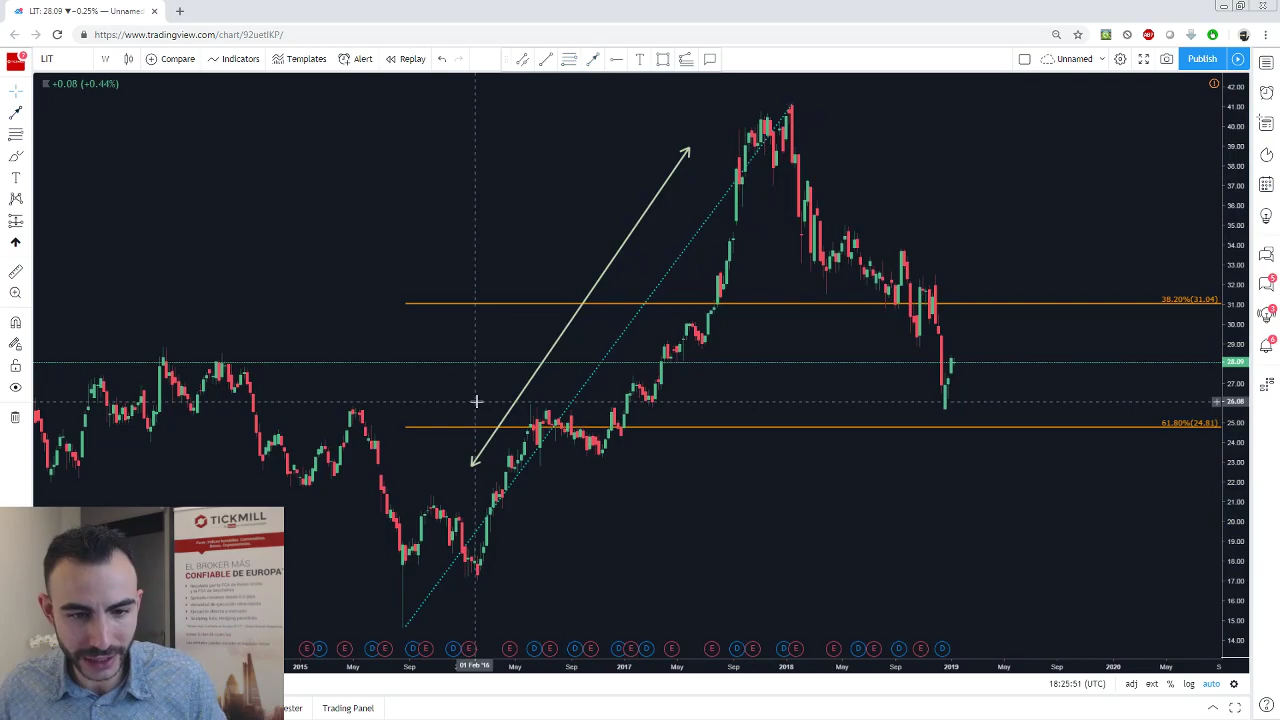 LIT: 28.09 ▼−0.25% — Unnamed
https://www.tradingview.com/chart/92uetIKP/
LIT
W
Compare
Indicators
Templates
Alert
Replay
Unnamed
Publish
+0.08 (+0.44%)
42.00
41.00
40.00
39.00
38.00
37.00
36.00
35.00
34.00
33.00
32.00
38.20%(31.04)
31.00
30.00
29.00
28.09
27.00
26.08
25.00
61.80%(24.81)
24.00
23.00
22.00
21.00
20.00
19.00
18.00
17.00
16.00
15.00
14.00
TICKMILL
EL BROKER MÁS
CONFIABLE DE EUROPA*
E D E D E D E D E E D E D E E D E D E D E D E D
2015
May
Sep
01 Feb '16
May
Sep
2017
May
Sep
2018
May
Sep
2019
May
2020
May
S
18:25:51 (UTC)
adj
ext
%
log
auto
ester
Trading Panel